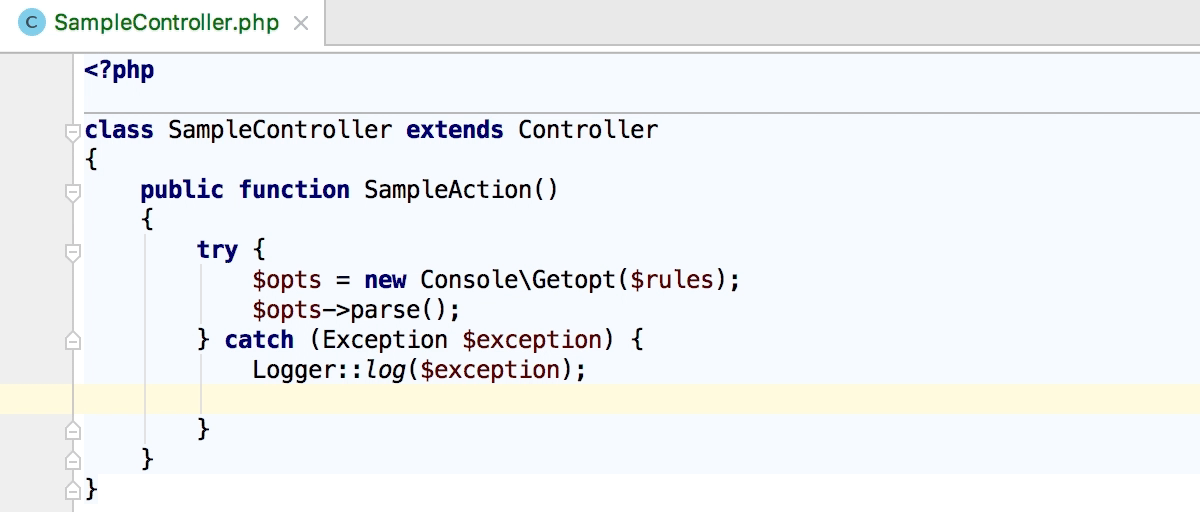 C SampleController.php ×
<?php
class SampleController extends Controller
{
    public function SampleAction()
    {
        try {
            $opts = new Console\Getopt($rules);
            $opts->parse();
        } catch (Exception $exception) {
            Logger::log($exception);
        }
    }
}